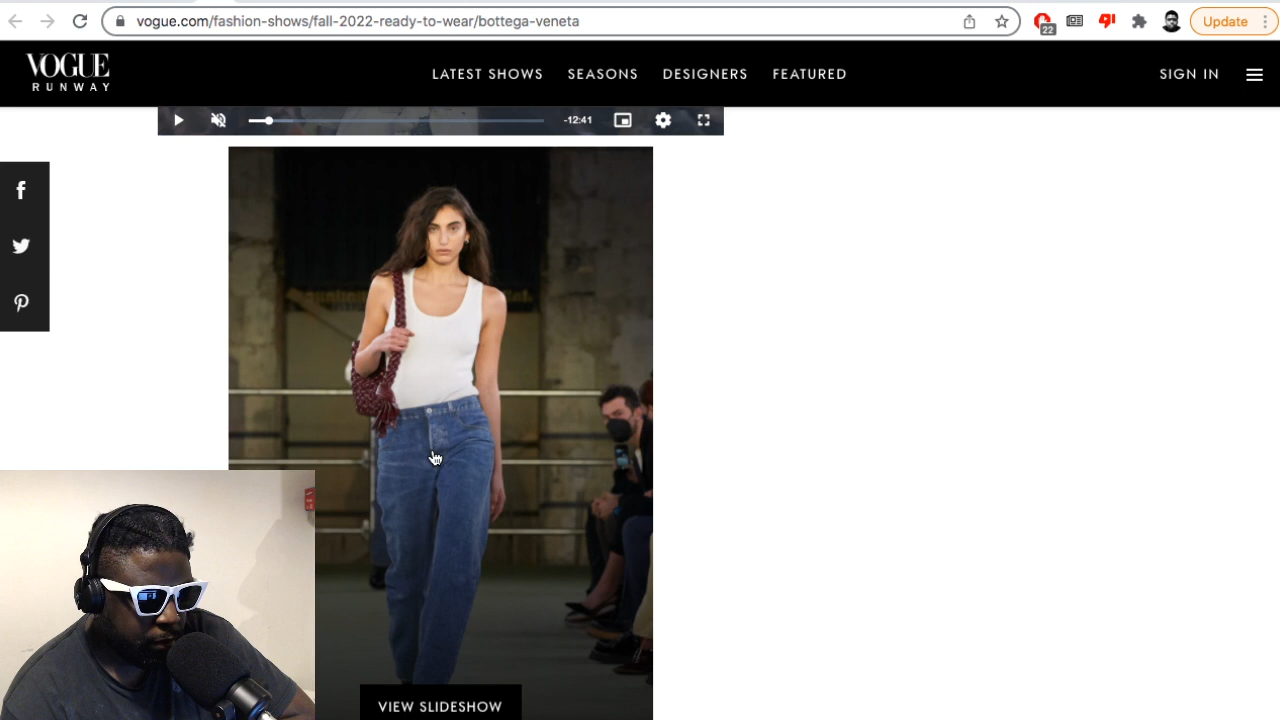 vogue.com/fashion-shows/fall-2022-ready-to-wear/bottega-veneta
22
Update
VOGUE
RUNWAY
LATEST SHOWS
SEASONS
DESIGNERS
FEATURED
SIGN IN
-12:41
VIEW SLIDESHOW